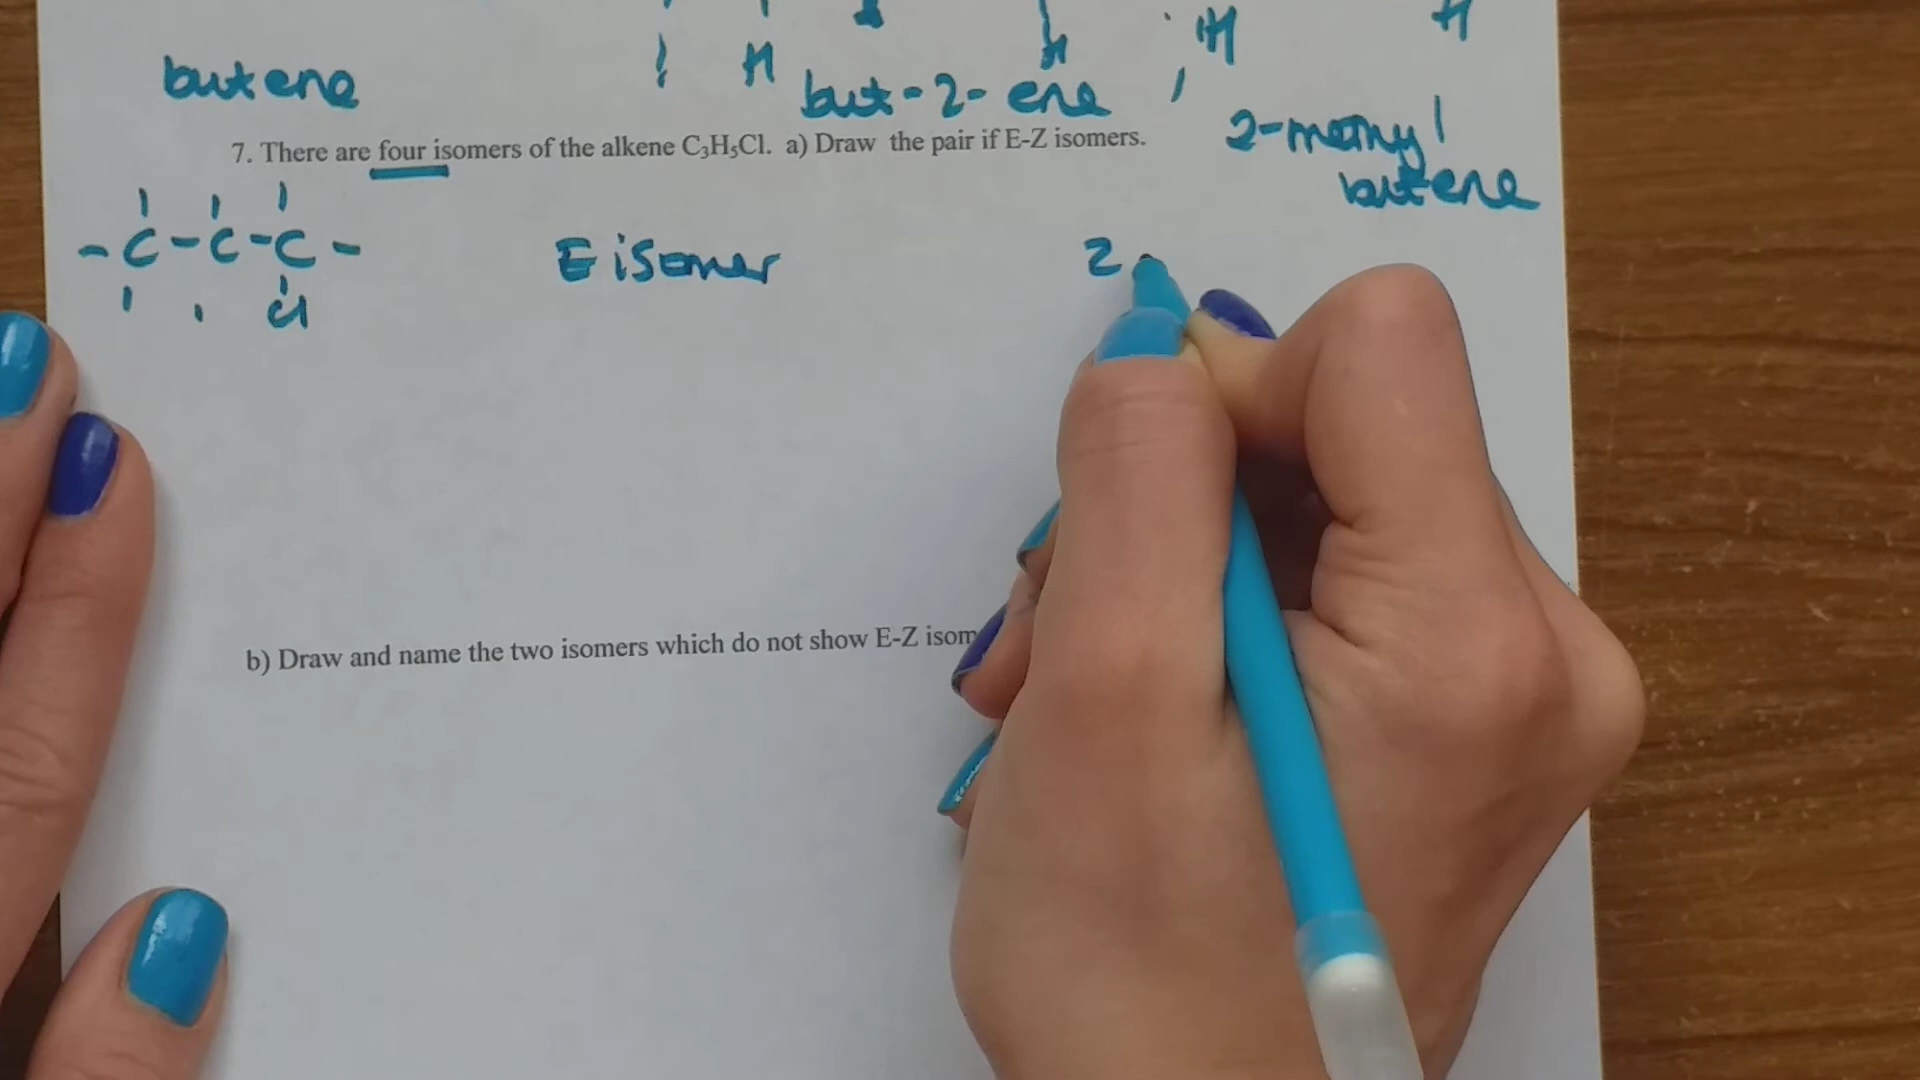 H H H
butene
but-2-ene
2-methyl
butene
7. There are four isomers of the alkene C₃H₅Cl. a) Draw the pair if E-Z isomers.
-C-C-C-
Cl
E isomer
Z
b) Draw and name the two isomers which do not show E-Z isom